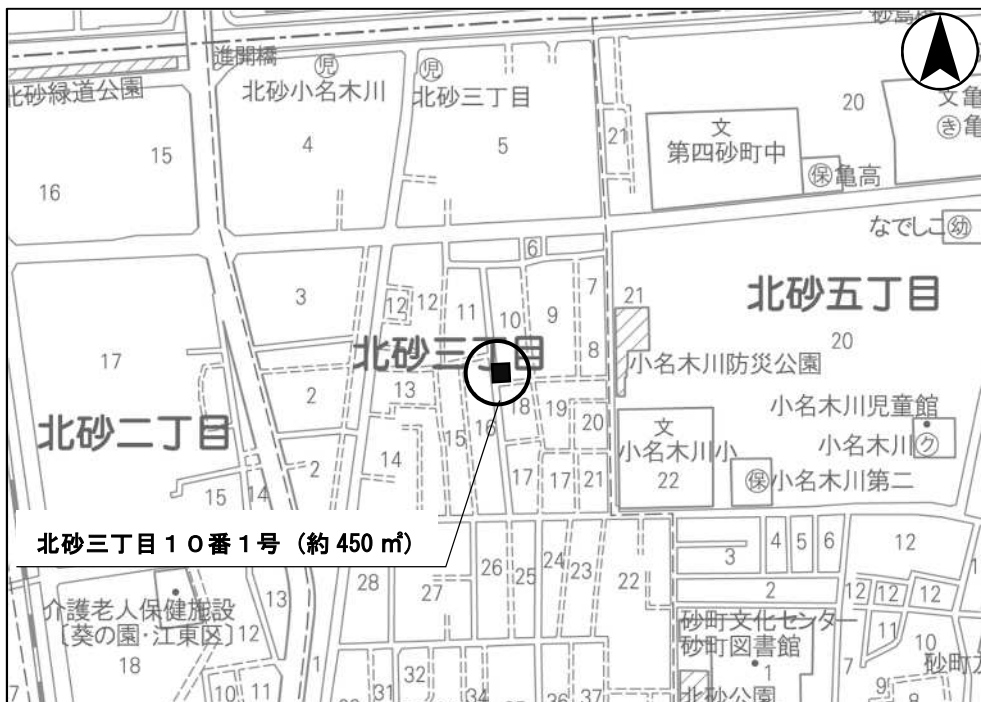 進開橋
児
児
北砂緑道公園
北砂小名木川
北砂三丁目
15
16
4
5
21
文
第四砂町中
20
保亀高
文亀
き亀
なでしこ幼
6
3
12
12
11
10
9
7
8
21
北砂五丁目
20
北砂三丁目
小名木川防災公園
17
2
13
15
16
18
19
20
文
小名木川小
22
小名木川児童館
小名木川ク
保小名木川第二
北砂二丁目
2
14
17
17
21
15
14
北砂三丁目10番1号(約450㎡)
28
27
26
25
24
23
22
3
4
5
6
12
2
12
12
12
介護老人保健施設
〔葵の園・江東区〕
18
13
12
砂町文化センター
砂町図書館
1
北砂公園
11
10
7
9
8
10
11
1
31
32
34
36
37